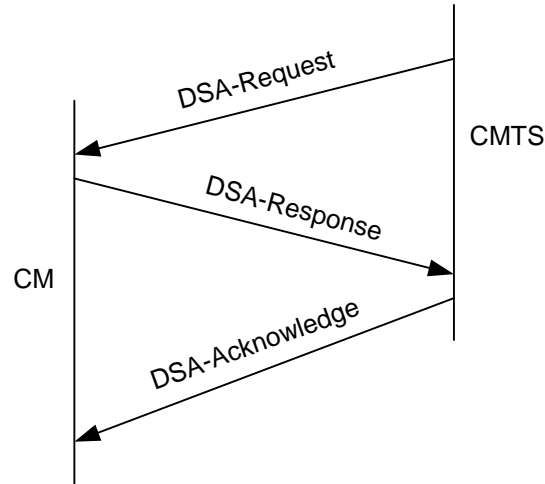 DSA-Request
CMTS
DSA-Response
CM
DSA-Acknowledge